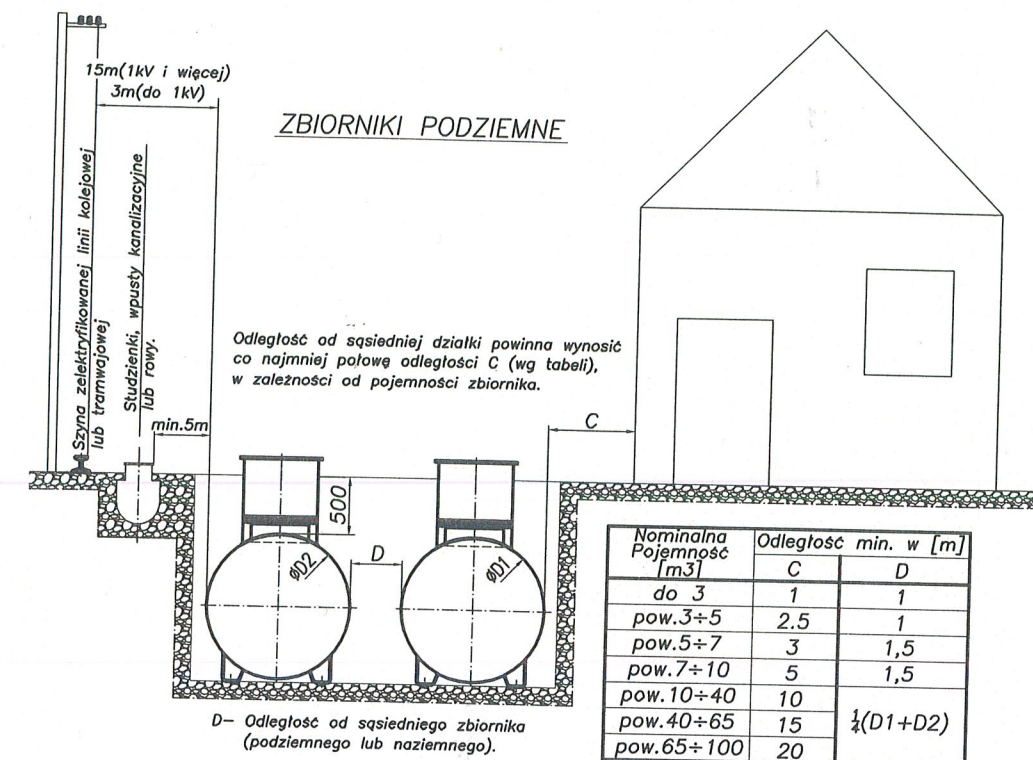 15m(1kV i więcej)
3m(do 1kV)
ZBIORNIKI PODZIEMNE
Szyna zelektryfikowanej linii kolejowej
lub tramwajowej
Studzienki, wpusty kanalizacyjne
lub rowy.
min.5m
Odległość od sąsiedniej działki powinna wynosić
co najmniej połowę odległości C (wg tabeli),
w zależności od pojemności zbiornika.
C
500
D
øD2
øD1
D– Odległość od sąsiedniego zbiornika
(podziemnego lub naziemnego).
Nominalna
Pojemność
[m3]
Odległość min. w [m]
C D
do 3 1 1
pow.3÷5 2.5 1
pow.5÷7 3 1,5
pow.7÷10 5 1,5
pow.10÷40 10
pow.40÷65 15 ¼(D1+D2)
pow.65÷100 20